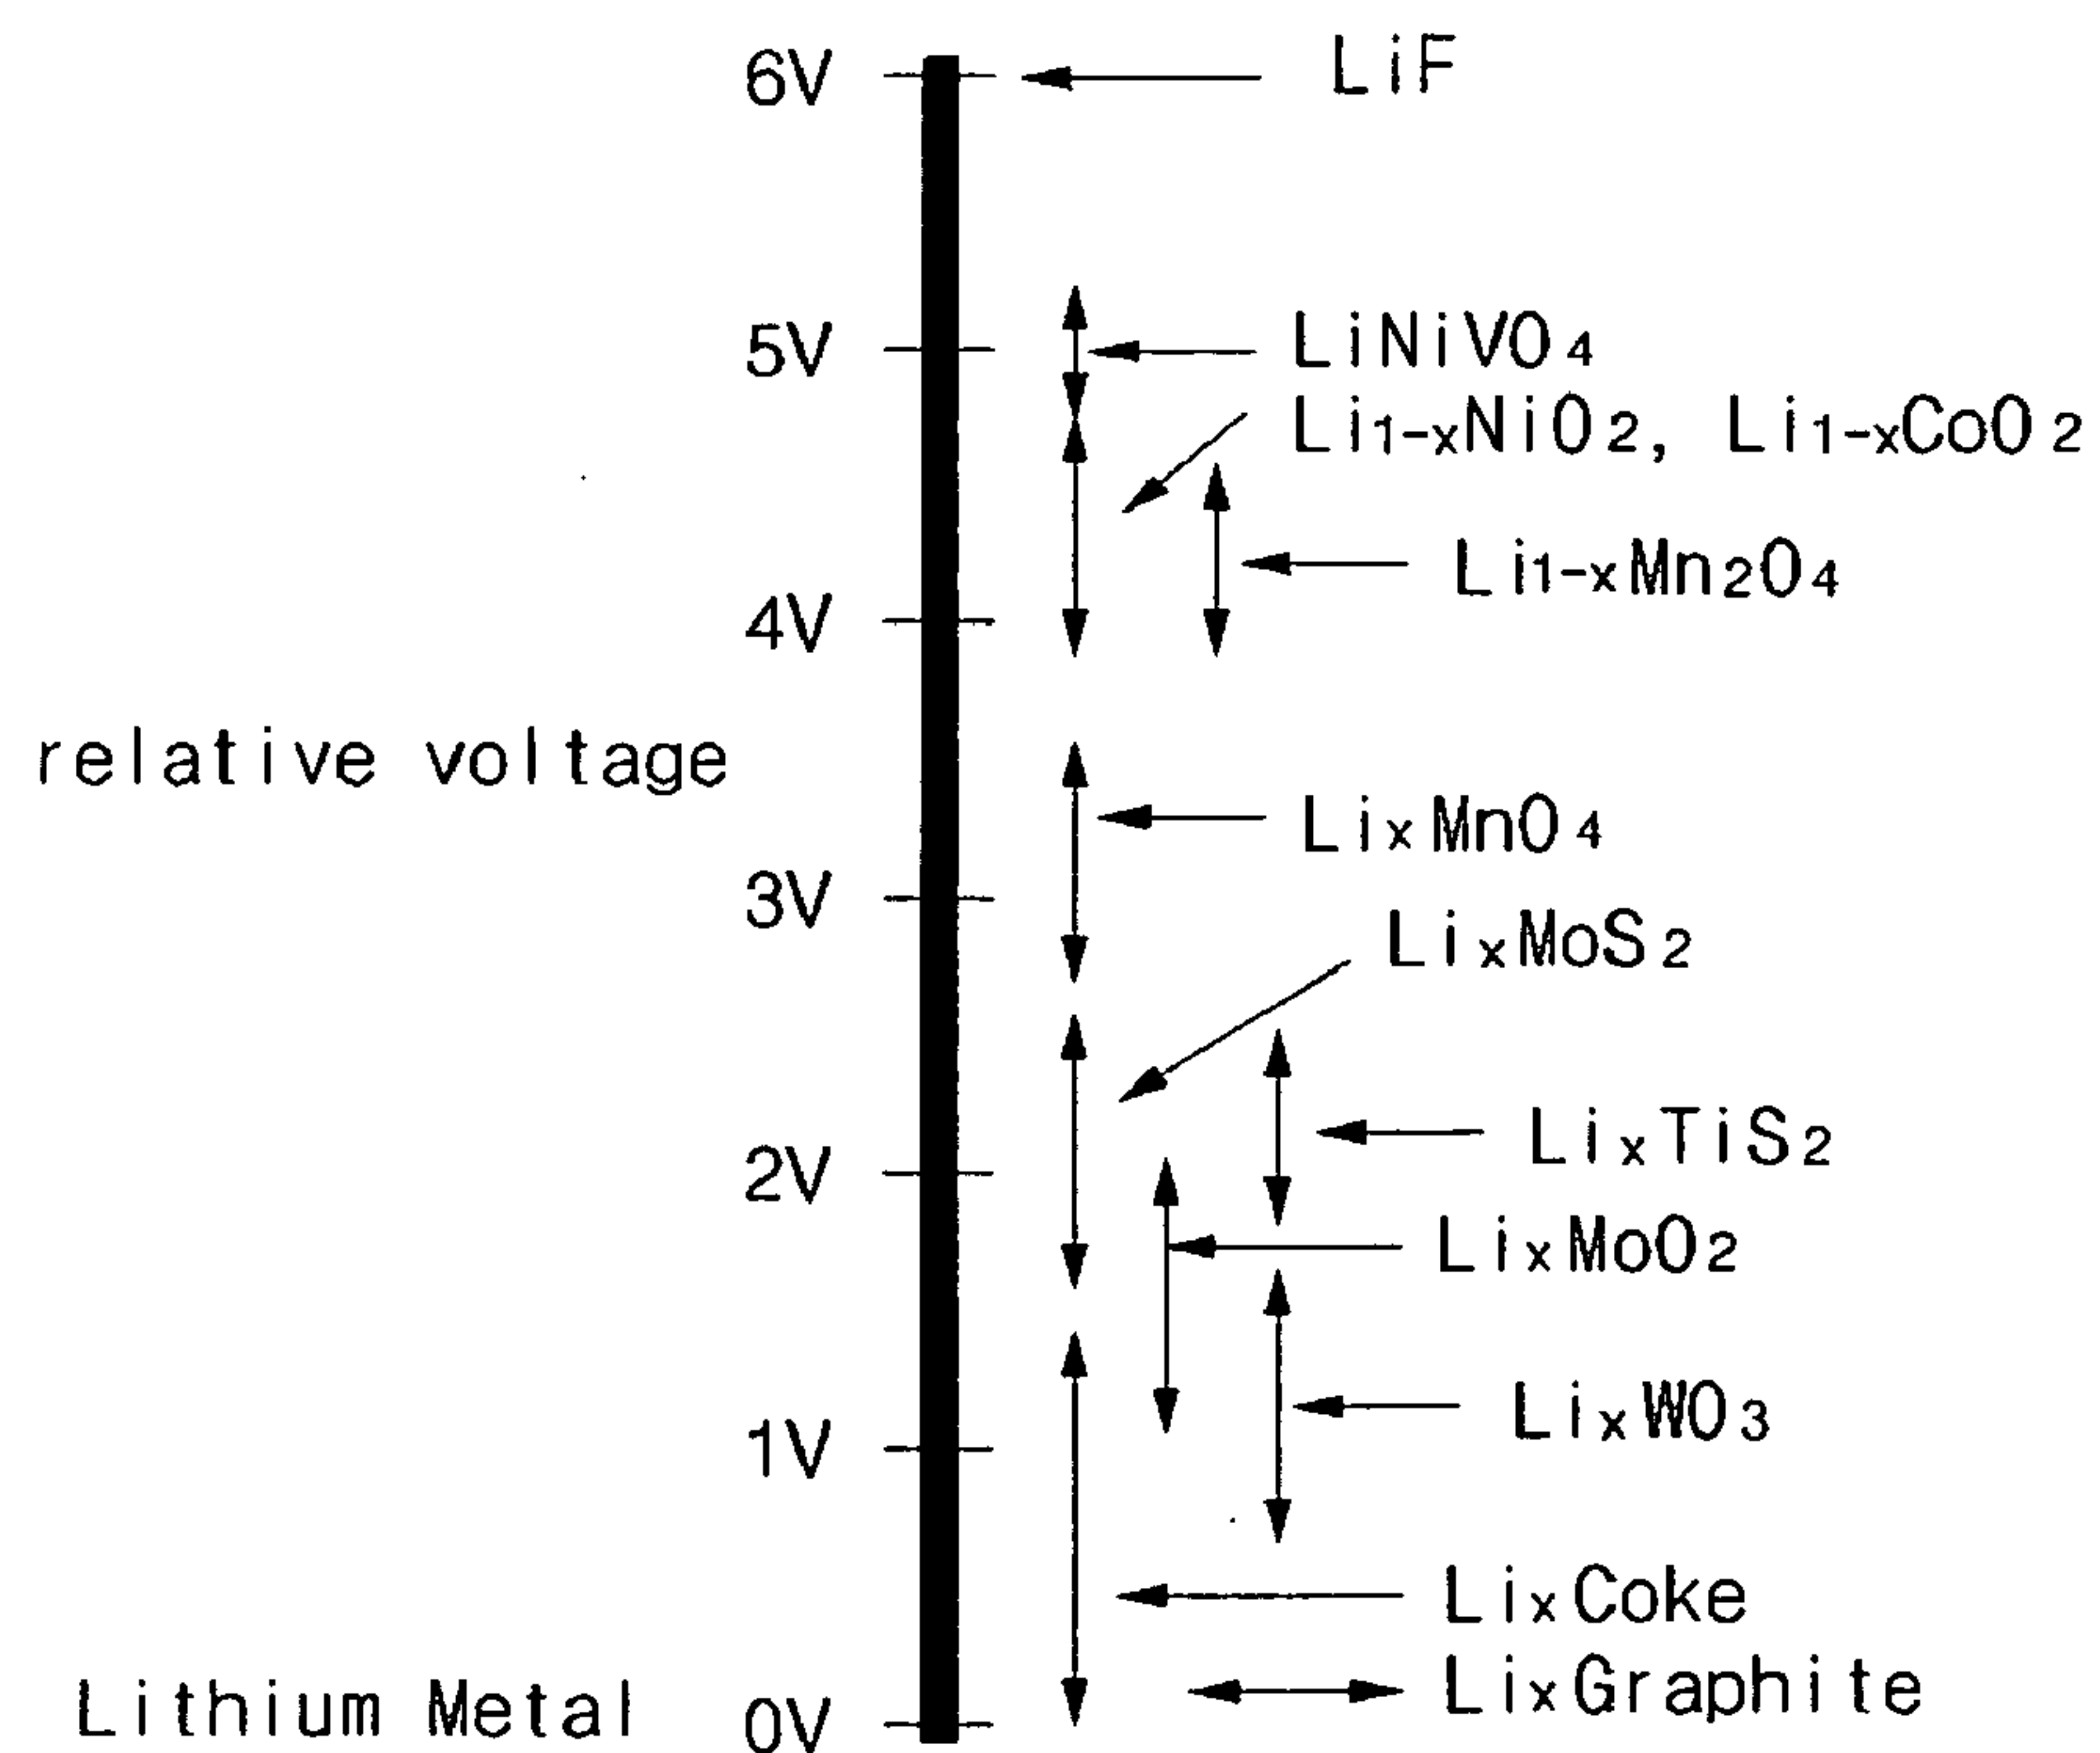 6V LiF
5V LiNiVO4
Li1-xNiO2, Li1-xCoO2
Li1-xMn2O4
4V
relative voltage
LixMnO4
3V
LixMoS2
LixTiS2
2V
LixMoO2
LixWO3
1V
LixCoke
LixGraphite
Lithium Metal 0V